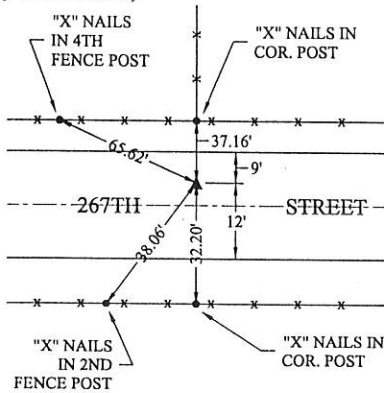 "X" NAILS
IN 4TH
FENCE POST
"X" NAILS IN
COR. POST
65.62'
37.16'
9'
267TH STREET
12'
38.06'
32.20'
"X" NAILS
IN 2ND
FENCE POST
"X" NAILS IN
COR. POST